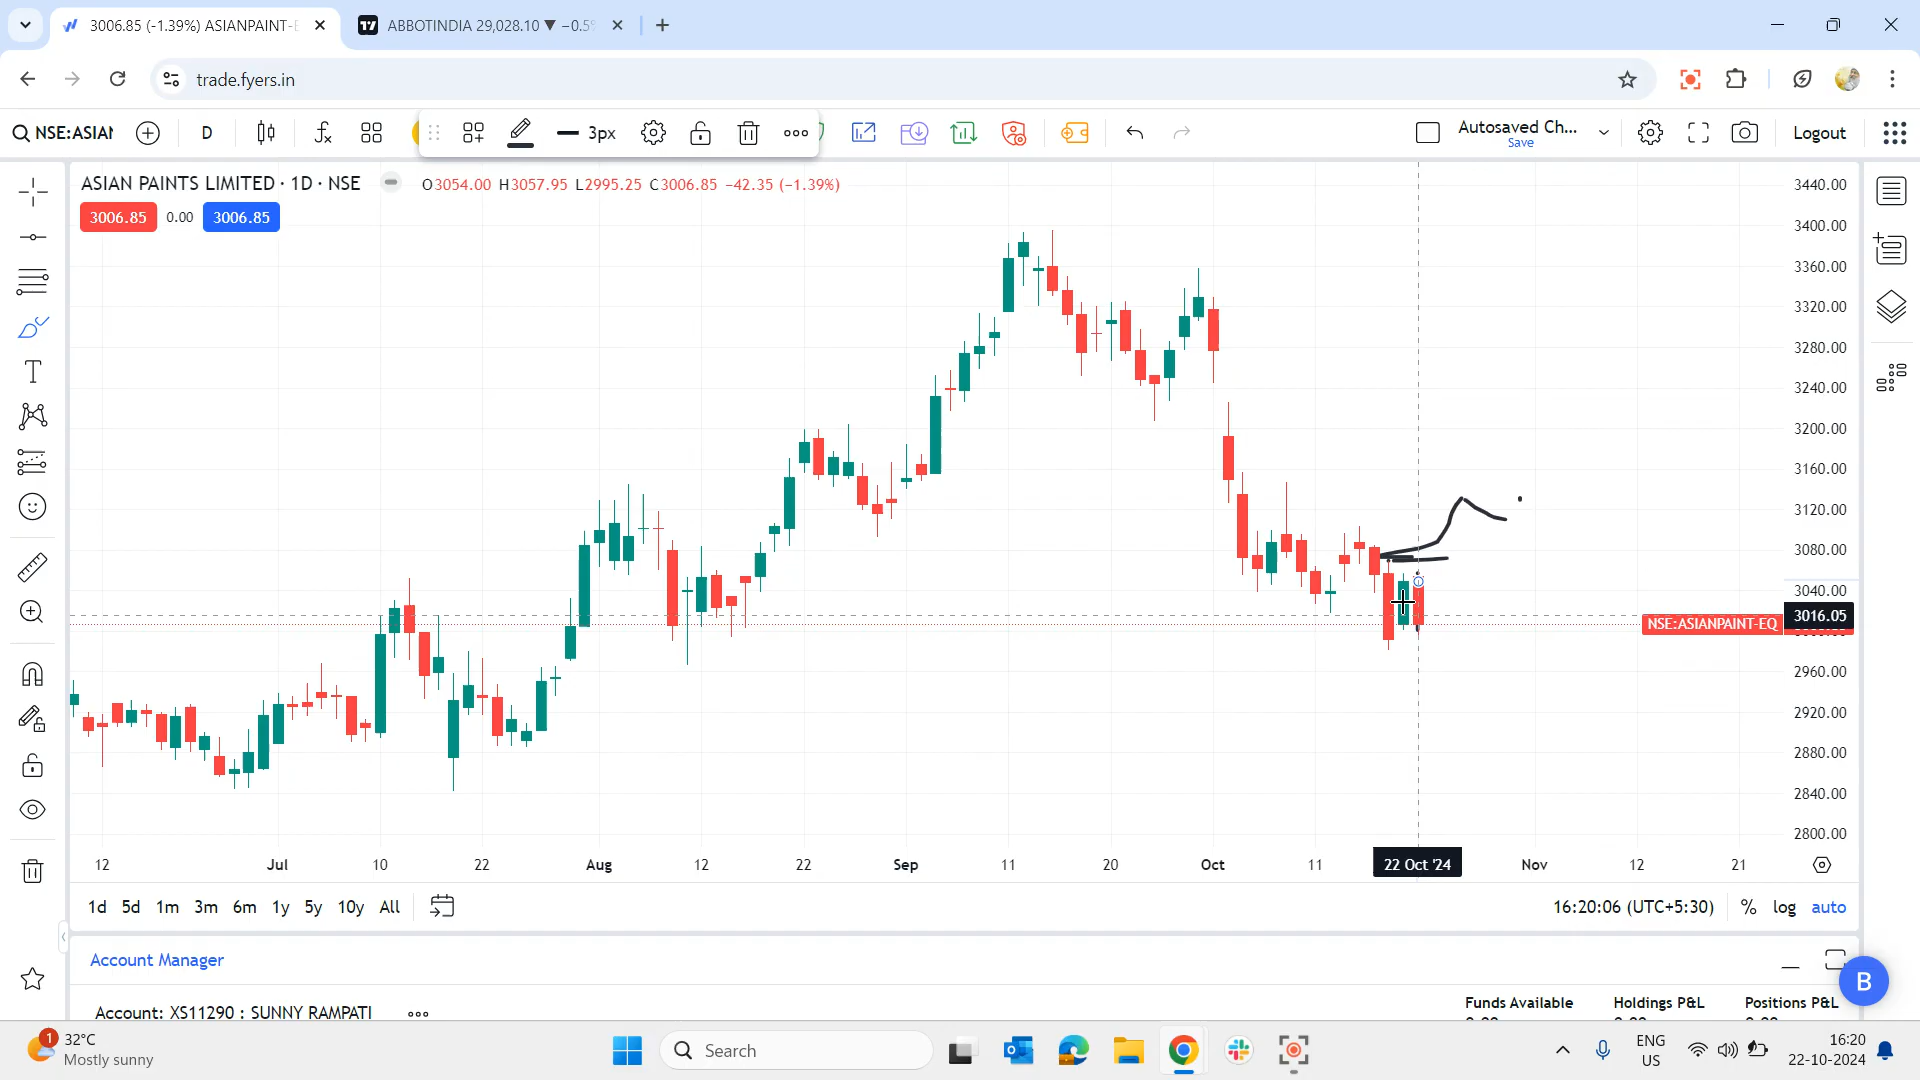 3006.85 (-1.39%) ASIANPAINT-E
ABBOTINDIA 29,028.10 ▼ −0.5%
trade.fyers.in
NSE:ASIAN
D
3px
Autosaved Ch...
Save
Logout
ASIAN PAINTS LIMITED · 1D · NSE
O3054.00 H3057.95 L2995.25 C3006.85 −42.35 (−1.39%)
3006.85 0.00 3006.85
3440.00
3400.00
3360.00
3320.00
3280.00
3240.00
3200.00
3160.00
3120.00
3080.00
3040.00
3016.05
NSE:ASIANPAINT-EQ
2960.00
2920.00
2880.00
2840.00
2800.00
12 Jul 10 22 Aug 12 22 Sep 11 20 Oct 11 22 Oct '24 Nov 12 21
1d 5d 1m 3m 6m 1y 5y 10y All
16:20:06 (UTC+5:30) % log auto
Account Manager
B
Account: XS11290 : SUNNY RAMPATI
Funds Available Holdings P&L Positions P&L
1
32°C
Mostly sunny
Search
ENG
US
16:20
22-10-2024